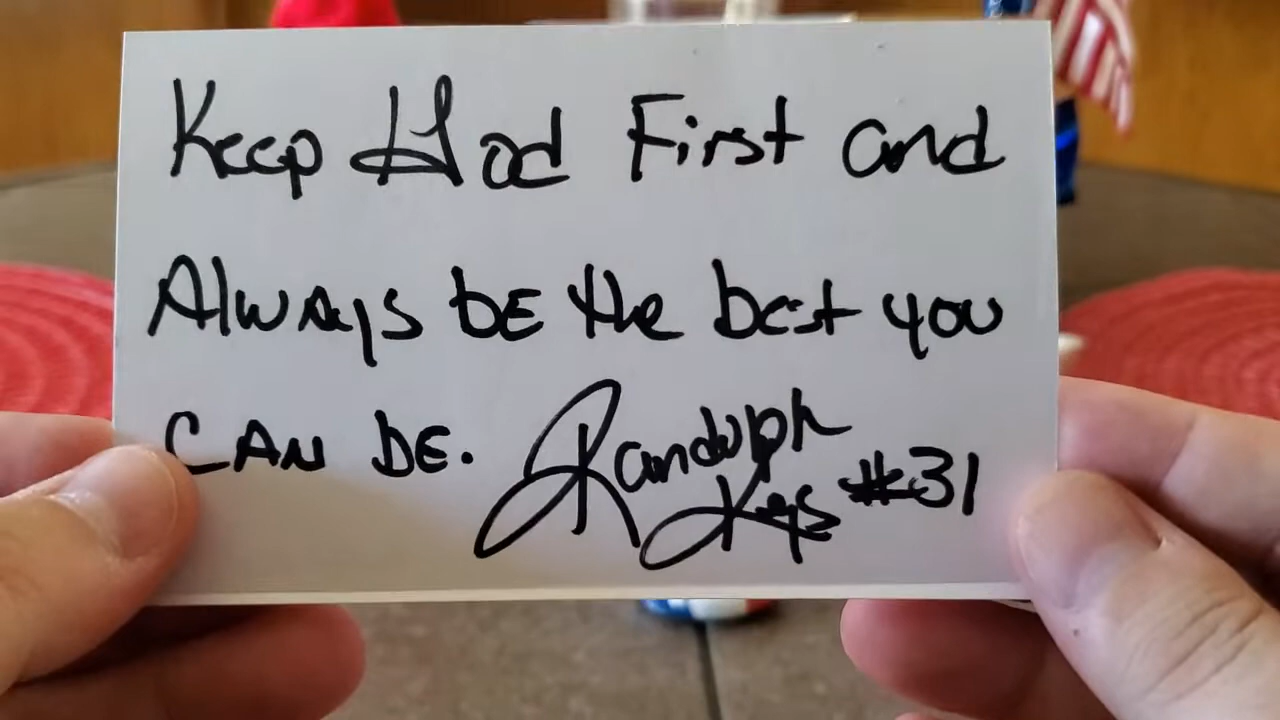 Keep God First and
Always bE the best you
CAN bE. Randolph
Keys #31